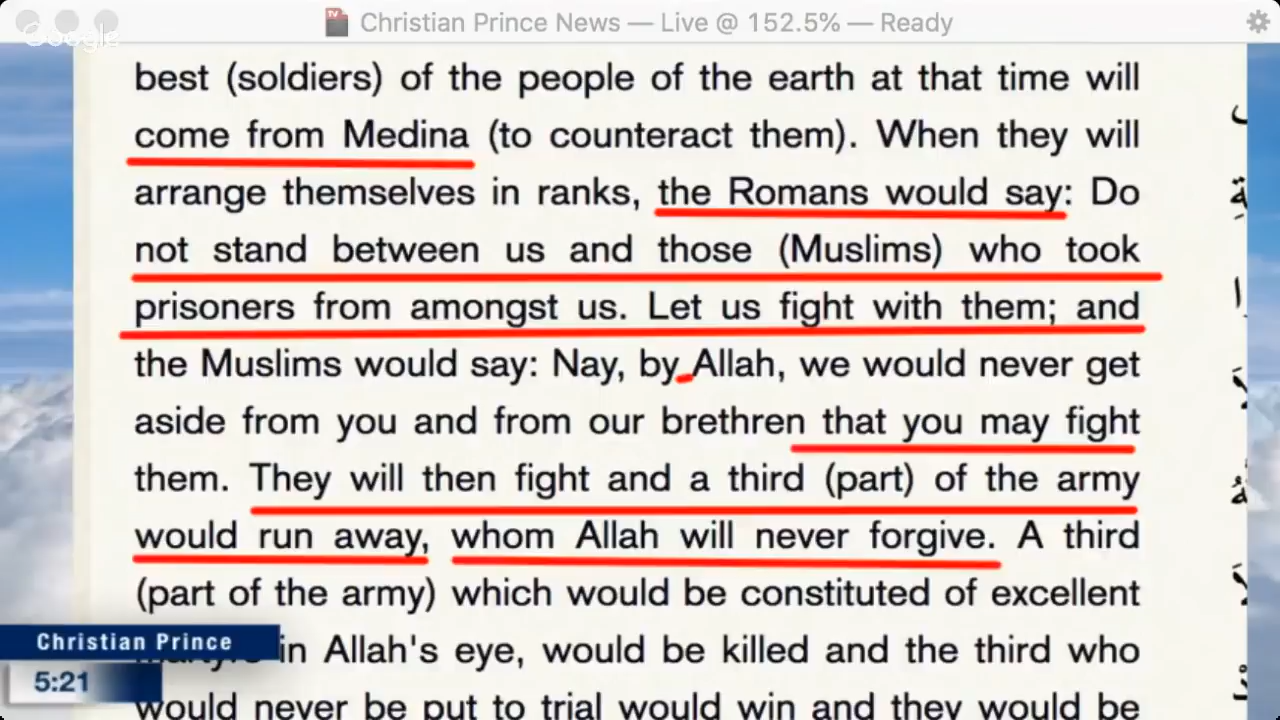 Christian Prince News — Live @ 152.5% — Ready
Google
best (soldiers) of the people of the earth at that time will
come from Medina (to counteract them). When they will
arrange themselves in ranks, the Romans would say: Do
not stand between us and those (Muslims) who took
prisoners from amongst us. Let us fight with them; and
the Muslims would say: Nay, by Allah, we would never get
aside from you and from our brethren that you may fight
them. They will then fight and a third (part) of the army
would run away, whom Allah will never forgive. A third
(part of the army) which would be constituted of excellent
in Allah's eye, would be killed and the third who
would never be put to trial would win and they would be
Christian Prince
5:21